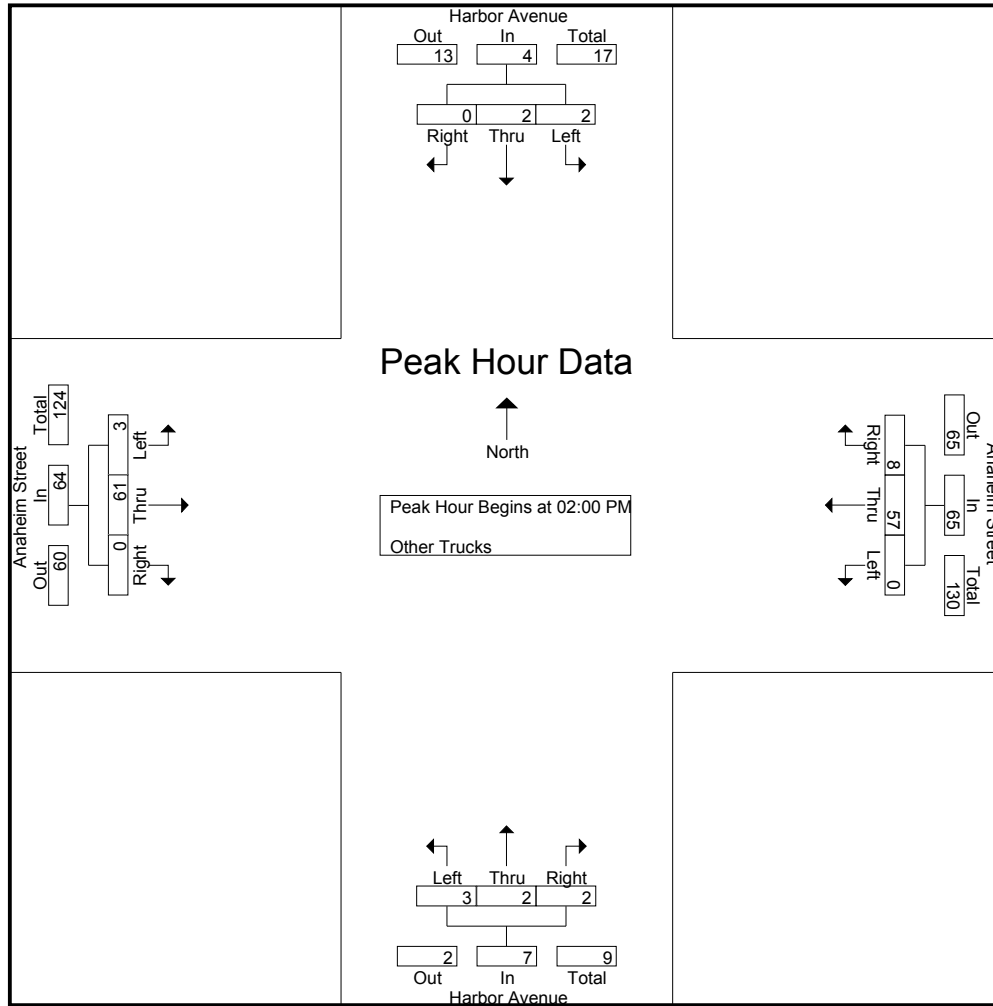 Harbor Avenue
Out In Total
13 4 17
0 2 2
Right Thru Left
Peak Hour Data
North
Peak Hour Begins at 02:00 PM
Other Trucks
Anaheim Street
Out In Total
60 64 124
Left Thru Right
3 61 0
Anaheim Street
Out In Total
65 65 130
Right Thru Left
8 57 0
Left Thru Right
3 2 2
2 7 9
Out In Total
Harbor Avenue